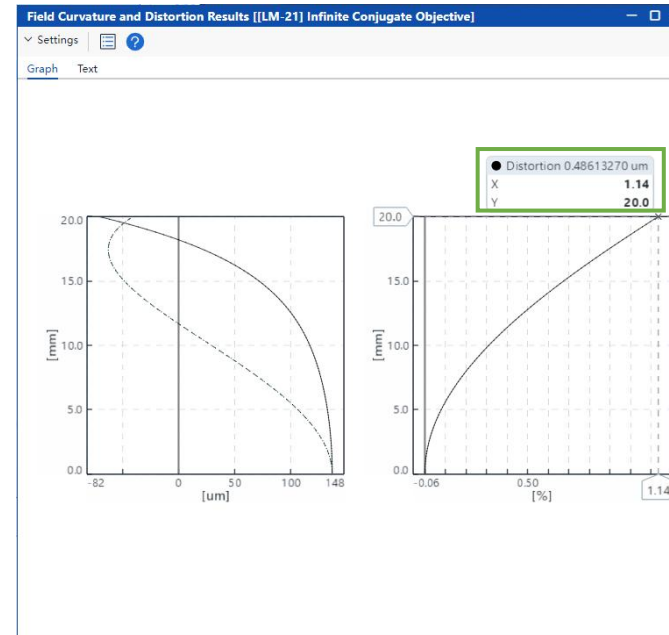 Field Curvature and Distortion Results [[LM-21] Infinite Conjugate Objective]
Settings
Graph Text
Distortion 0.48613270 um
X 1.14
Y 20.0
20.0
15.0
10.0
5.0
0.0
[mm]
-82 0 50 100 148
[um]
20.0
15.0
10.0
5.0
0.0
[mm]
-0.06 0.50 1.14
[%]